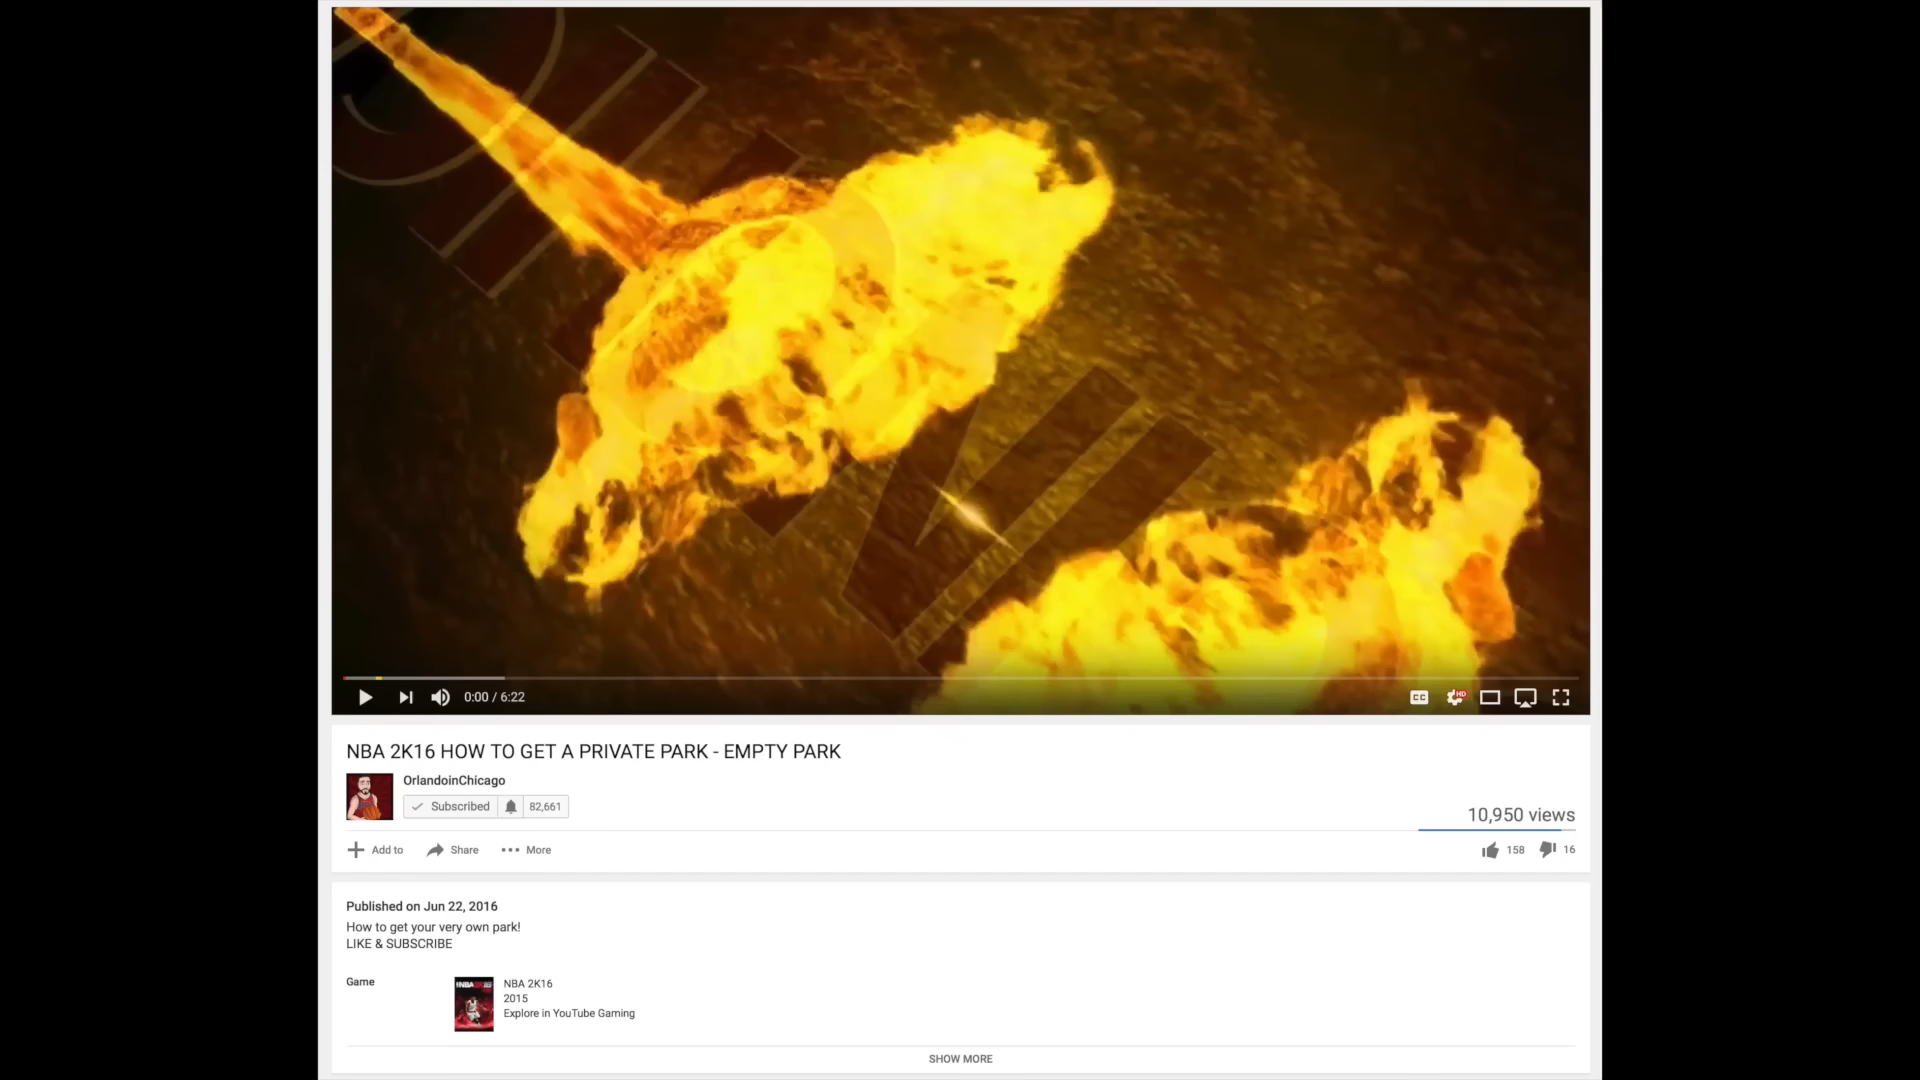 0:00 / 6:22
CC
HD
NBA 2K16 HOW TO GET A PRIVATE PARK - EMPTY PARK
OrlandoinChicago
Subscribed 82,661
10,950 views
Add to Share More
158 16
Published on Jun 22, 2016
How to get your very own park!
LIKE & SUBSCRIBE
Game
NBA 2K16
2015
Explore in YouTube Gaming
SHOW MORE